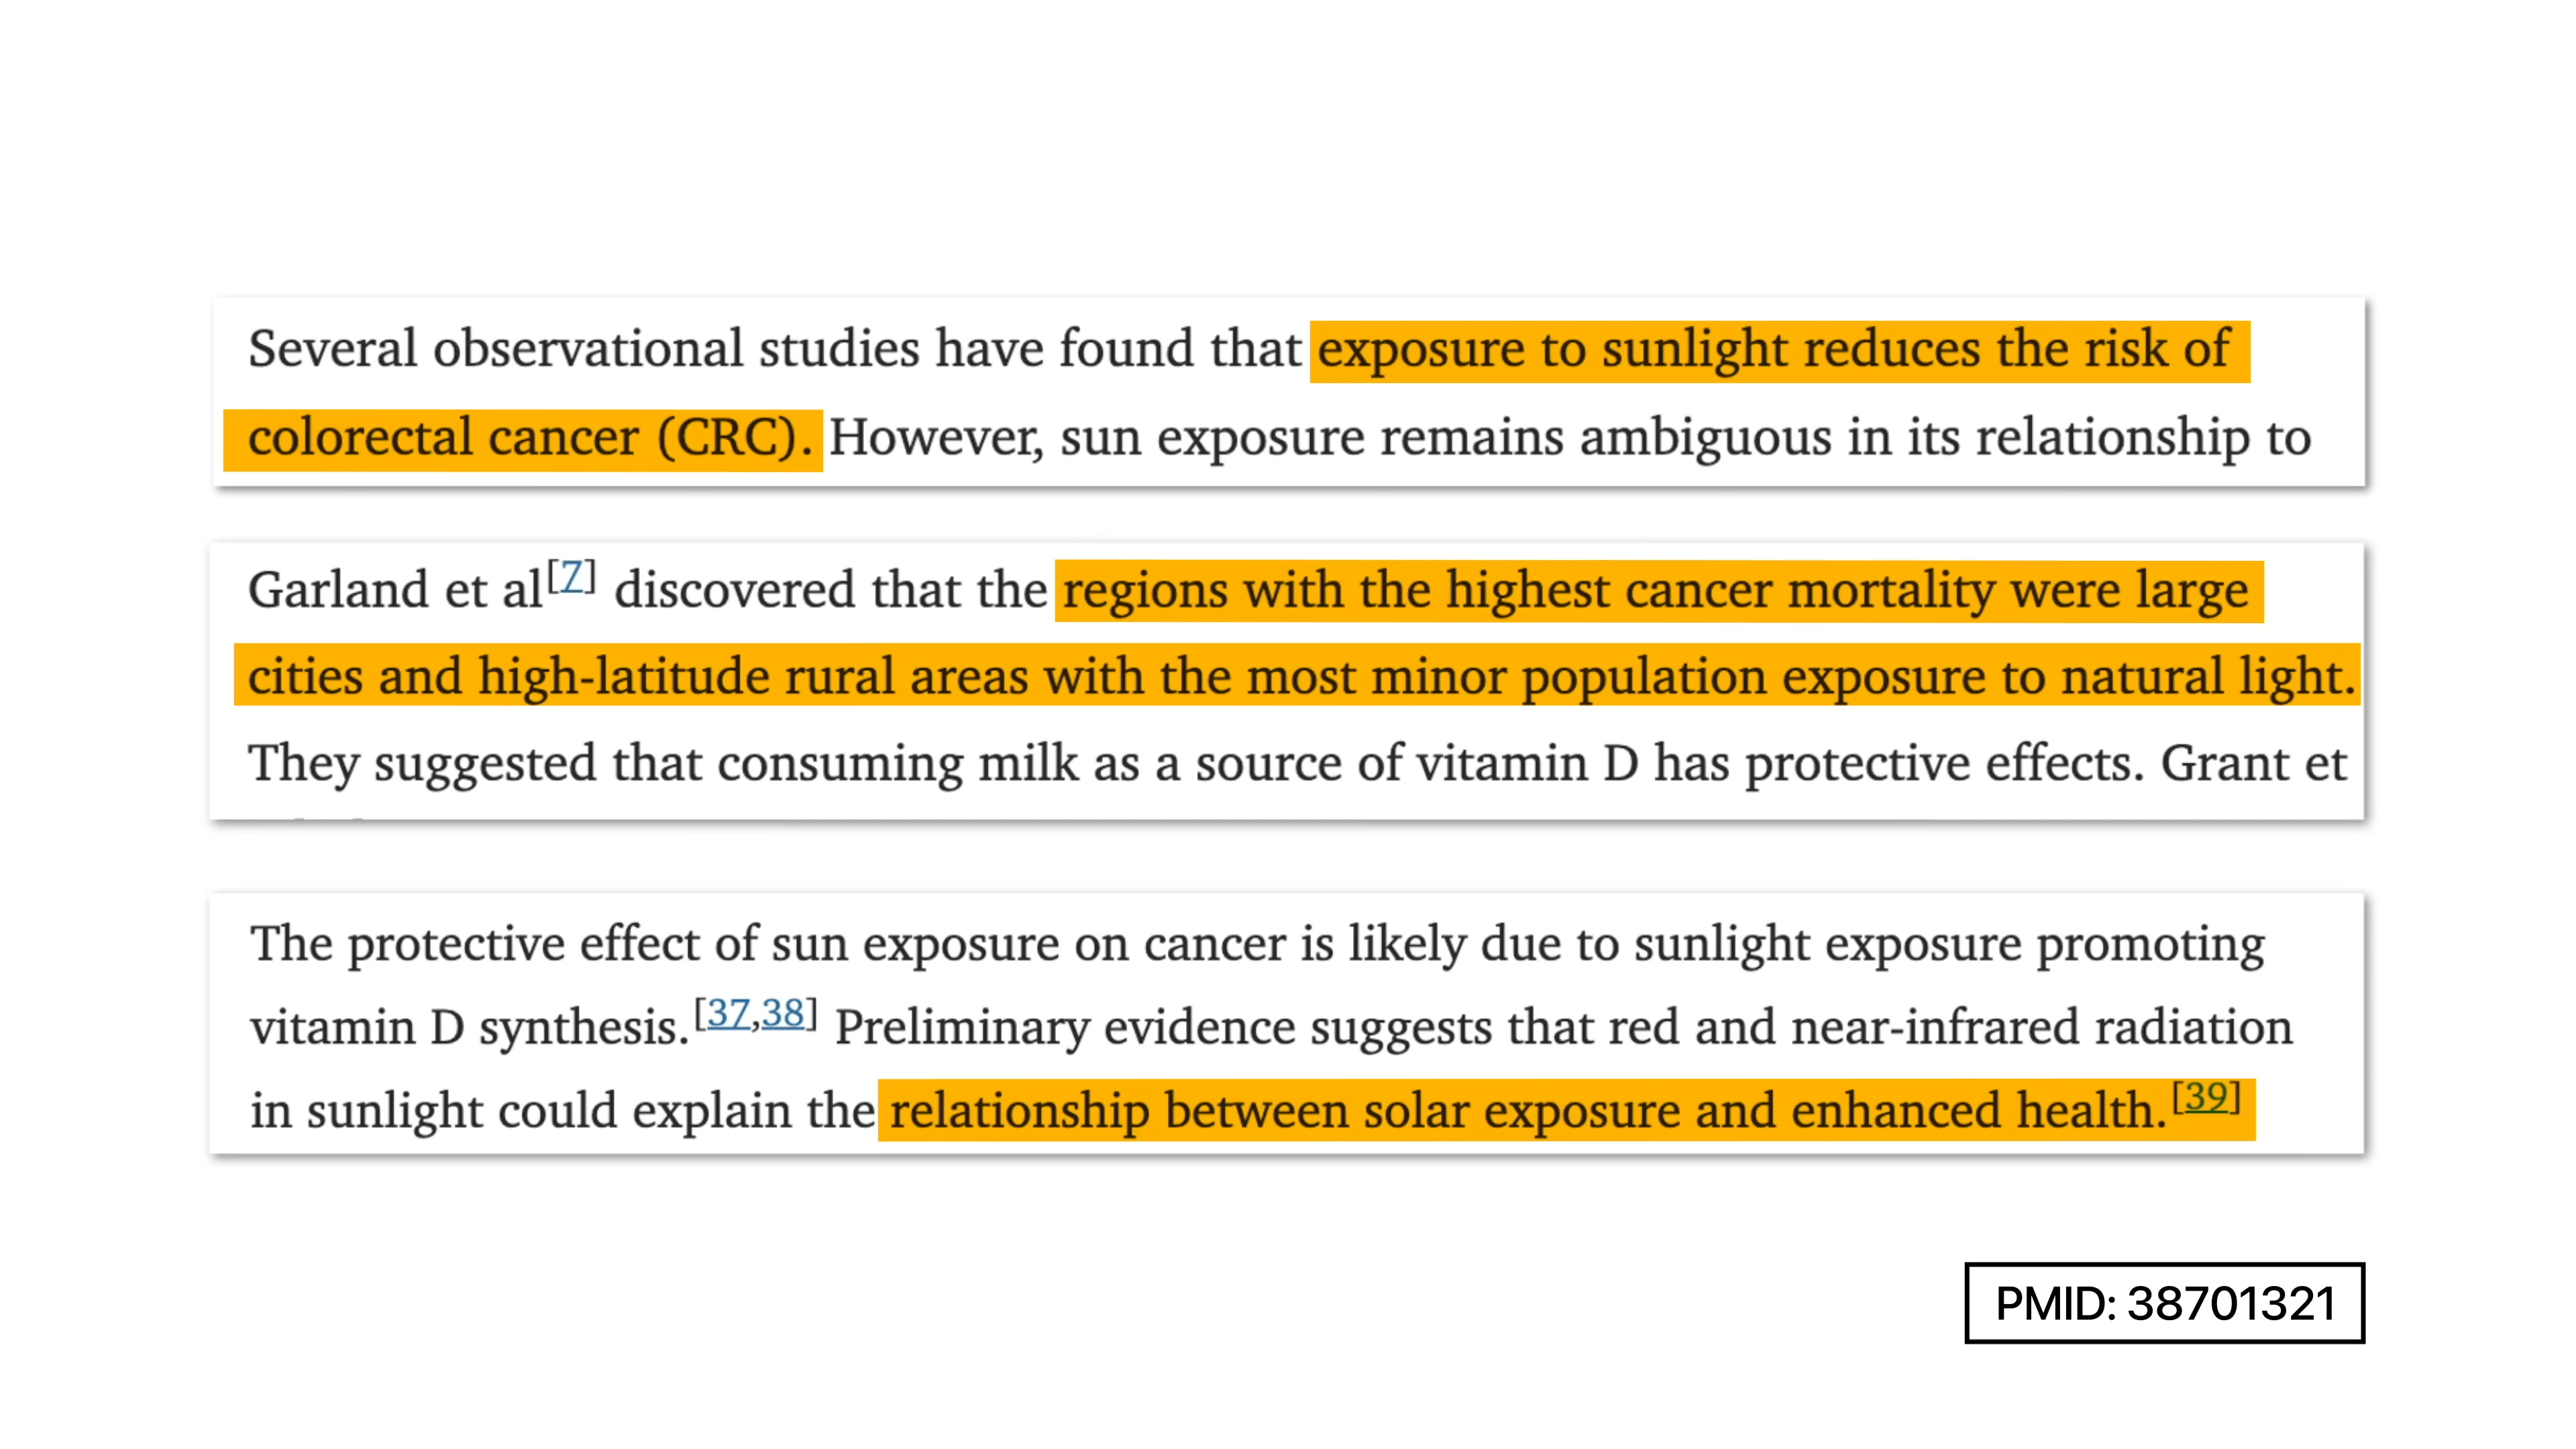 Several observational studies have found that exposure to sunlight reduces the risk of
colorectal cancer (CRC). However, sun exposure remains ambiguous in its relationship to
Garland et al[7] discovered that the regions with the highest cancer mortality were large
cities and high-latitude rural areas with the most minor population exposure to natural light.
They suggested that consuming milk as a source of vitamin D has protective effects. Grant et
The protective effect of sun exposure on cancer is likely due to sunlight exposure promoting
vitamin D synthesis.[37,38] Preliminary evidence suggests that red and near-infrared radiation
in sunlight could explain the relationship between solar exposure and enhanced health.[39]
PMID: 38701321